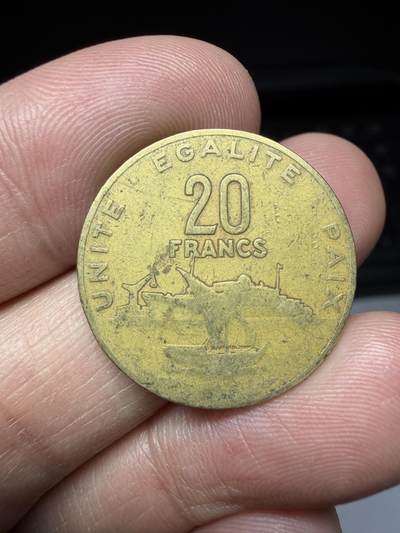 UNITE · EGALITE · PAIX
20
FRANCS